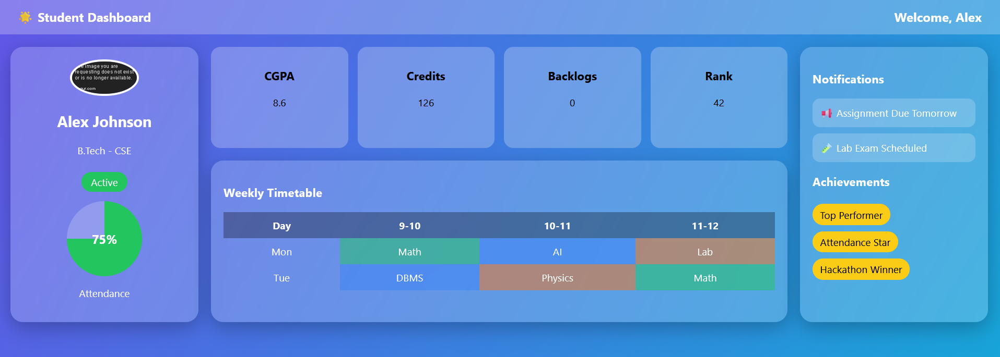 🌟 Student Dashboard
Welcome, Alex
image you are
requesting does not exist
or is no longer available.
Alex Johnson
B.Tech - CSE
Active
75%
Attendance
CGPA
8.6
Credits
126
Backlogs
0
Rank
42
Weekly Timetable
Day 9-10 10-11 11-12
Mon Math AI Lab
Tue DBMS Physics Math
Notifications
📢 Assignment Due Tomorrow
🧪 Lab Exam Scheduled
Achievements
Top Performer
Attendance Star
Hackathon Winner